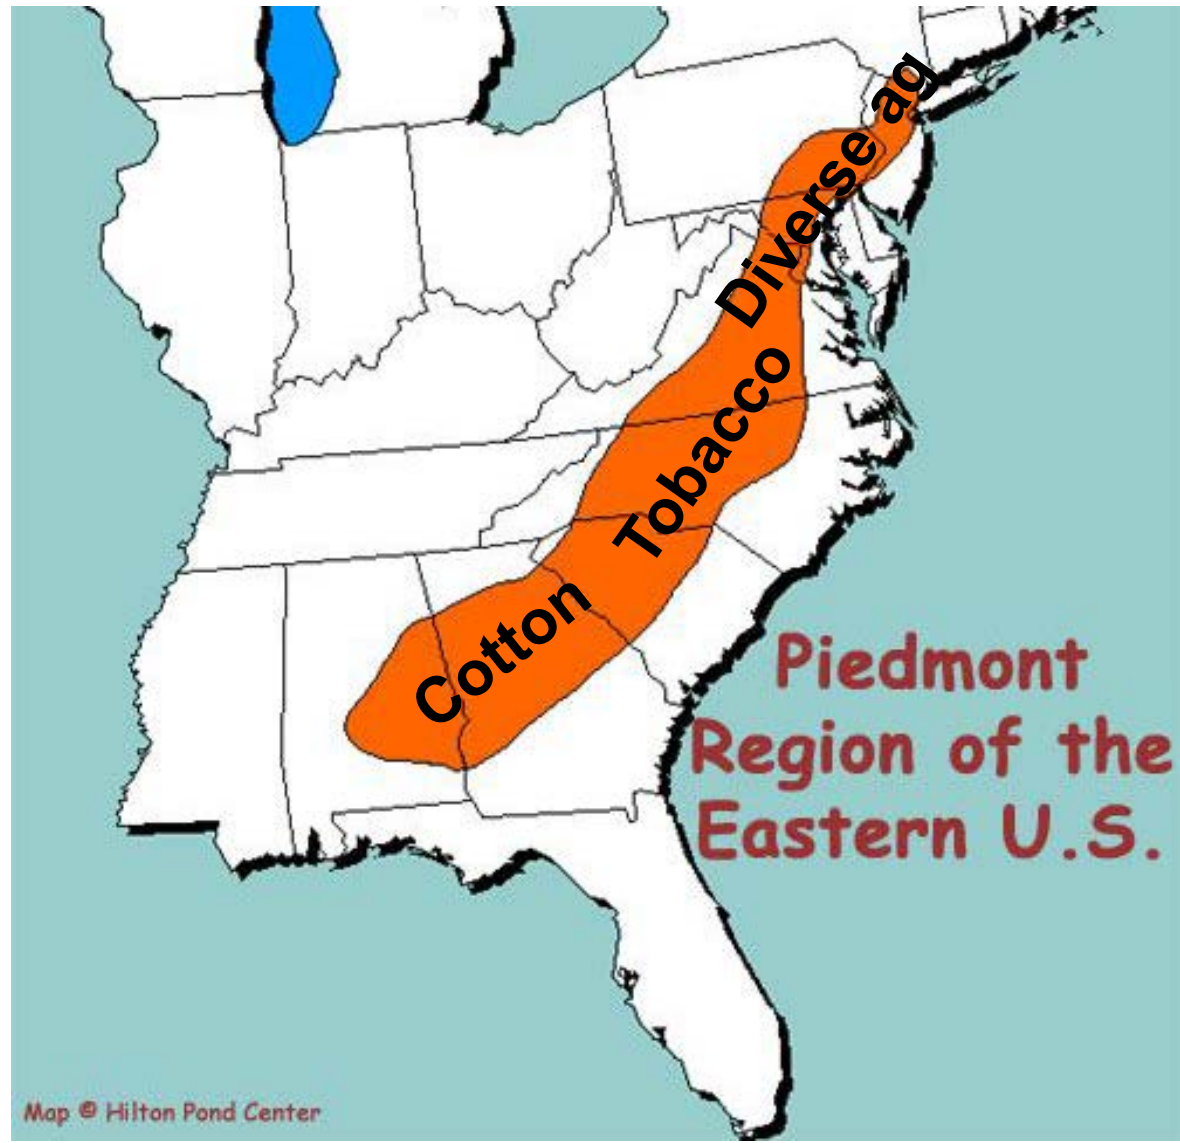 Diverse ag
Tobacco
Cotton
Piedmont
Region of the
Eastern U.S.
Map © Hilton Pond Center